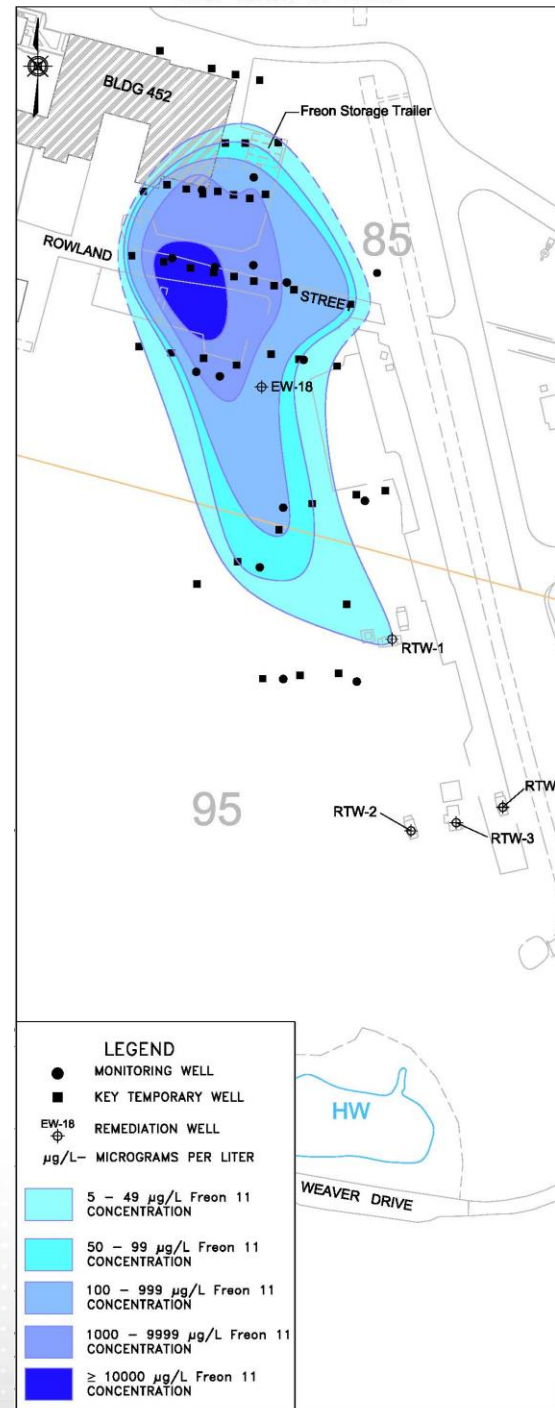 BLDG 452
Freon Storage Trailer
85
ROWLAND
STREET
EW-18
RTW-1
95
RTW
RTW-2
RTW-3
LEGEND
MONITORING WELL
KEY TEMPORARY WELL
EW-18 REMEDIATION WELL
µg/L– MICROGRAMS PER LITER
HW
WEAVER DRIVE
5 – 49 µg/L Freon 11
CONCENTRATION
50 – 99 µg/L Freon 11
CONCENTRATION
100 – 999 µg/L Freon 11
CONCENTRATION
1000 – 9999 µg/L Freon 11
CONCENTRATION
≥ 10000 µg/L Freon 11
CONCENTRATION